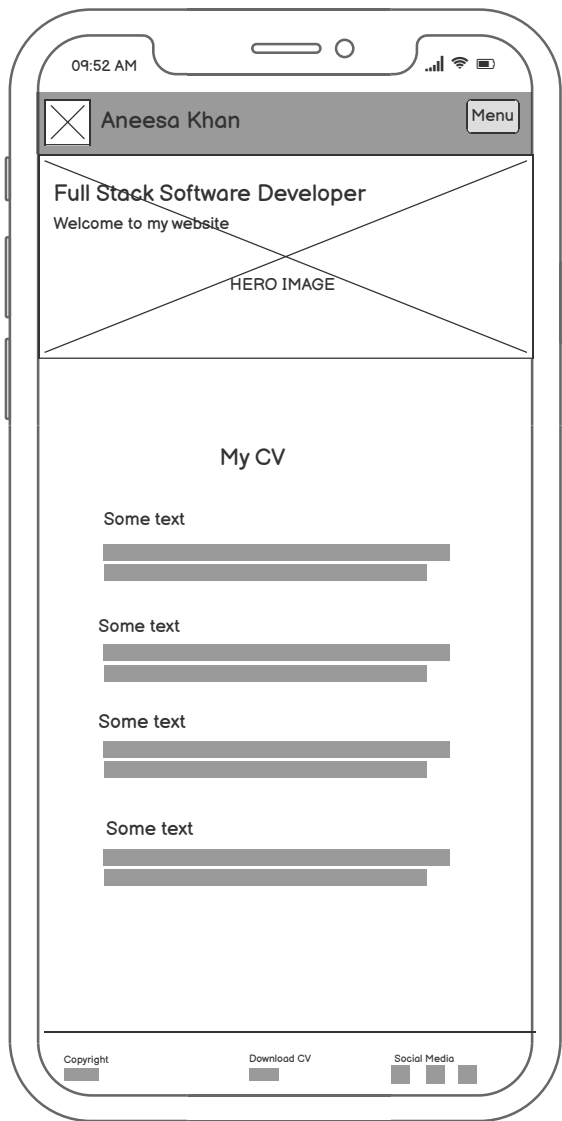 09:52 AM
Aneesa Khan
Menu
Full Stack Software Developer
Welcome to my website
HERO IMAGE
My CV
Some text
Some text
Some text
Some text
Copyright
Download CV
Social Media